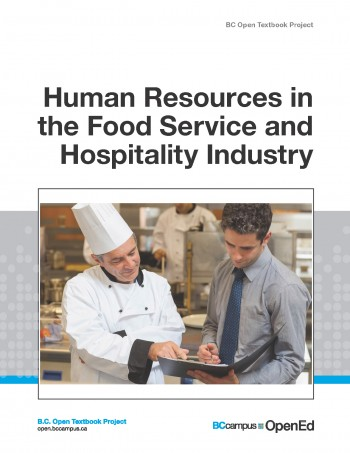 BC Open Textbook Project
Human Resources in
the Food Service and
Hospitality Industry
B.C. Open Textbook Project
open.bccampus.ca
BCcampus OpenEd